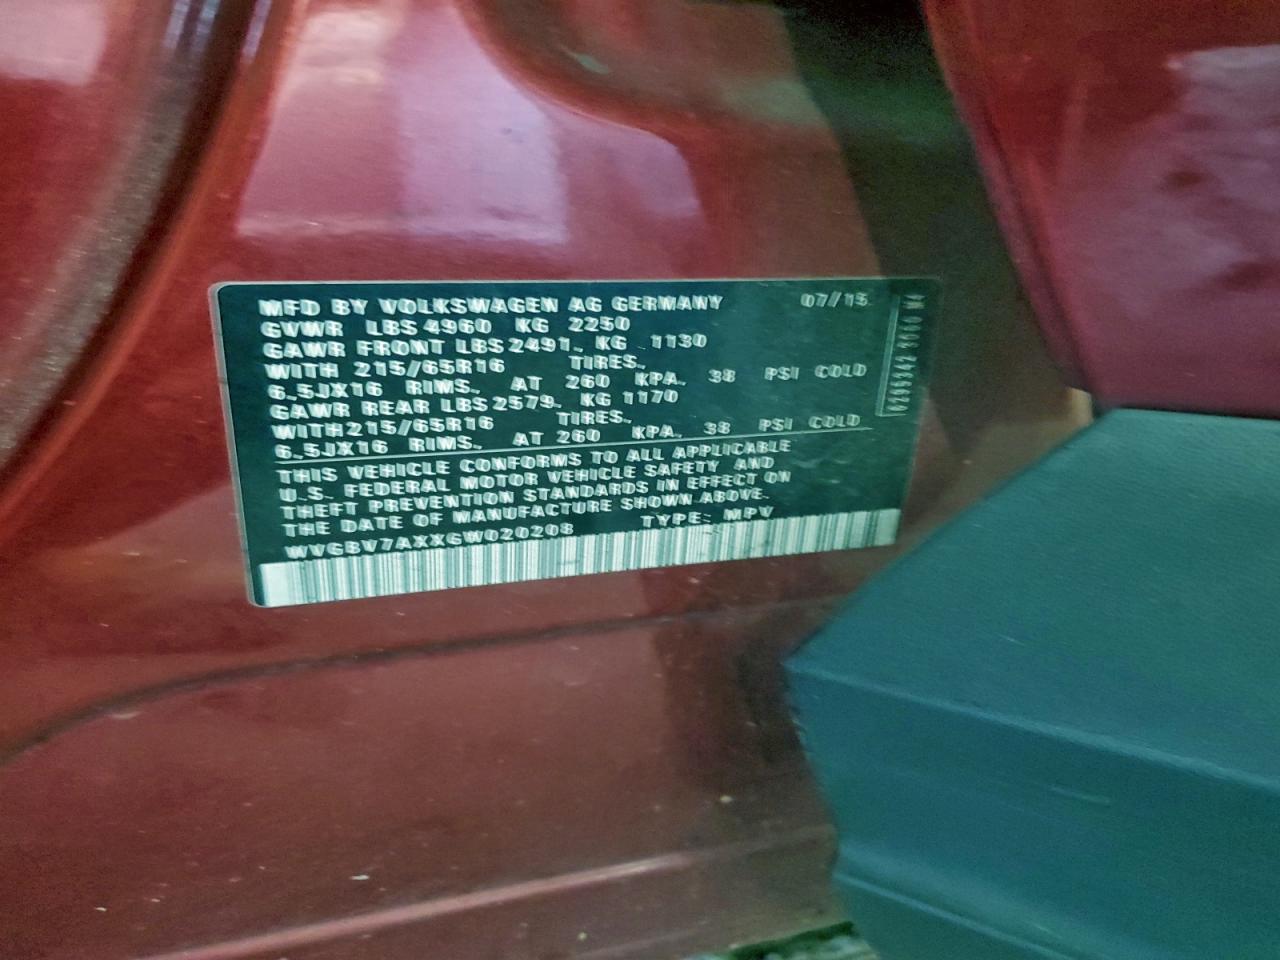 MFD BY VOLKSWAGEN AG GERMANY 07/15
GVWR LBS 4960 KG 2250
GAWR FRONT LBS 2491, KG 1130
WITH 215/65R16 TIRES,
6.5JX16 RIMS, AT 260 KPA, 38 PSI COLD
GAWR REAR LBS 2579, KG 1170
WITH 215/65R16 TIRES,
6.5JX16 RIMS, AT 260 KPA, 38 PSI COLD
THIS VEHICLE CONFORMS TO ALL APPLICABLE
U.S. FEDERAL MOTOR VEHICLE SAFETY AND
THEFT PREVENTION STANDARDS IN EFFECT ON
THE DATE OF MANUFACTURE SHOWN ABOVE.
WVGBV7AXXGW020208 TYPE: MPV